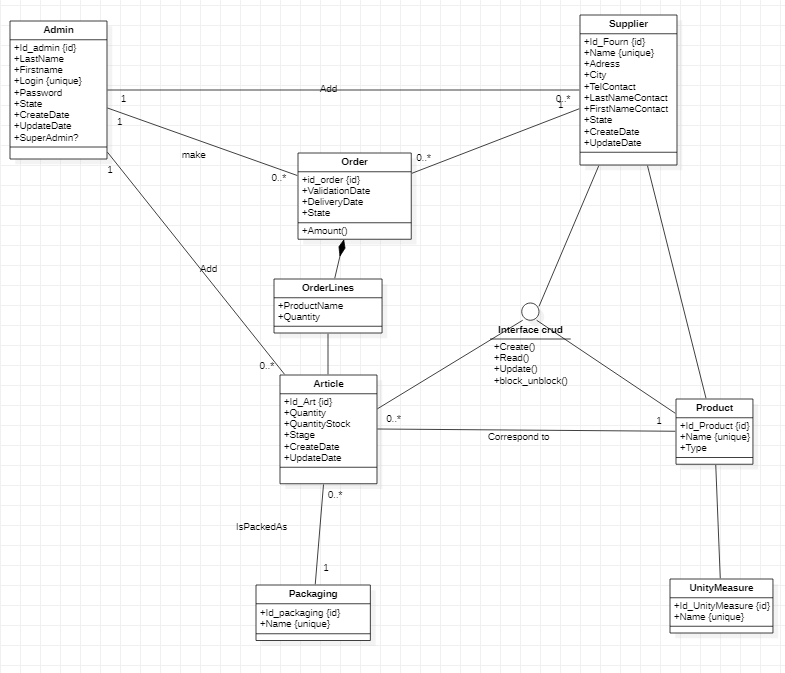 Admin
+Id_admin {id}
+LastName
+Firstname
+Login {unique}
+Password
+State
+CreateDate
+UpdateDate
+SuperAdmin?
Supplier
+Id_Fourn {id}
+Name {unique}
+Adress
+City
+TelContact
+LastNameContact
+FirstNameContact
+State
+CreateDate
+UpdateDate
Add
1
0..*
1
1
make
0..*
0..*
1
Order
+id_order {id}
+ValidationDate
+DeliveryDate
+State
+Amount()
Add
0..*
OrderLines
+ProductName
+Quantity
Interface crud
+Create()
+Read()
+Update()
+block_unblock()
Article
+Id_Art {id}
+Quantity
+QuantityStock
+Stage
+CreateDate
+UpdateDate
0..*
1
Correspond to
Product
+Id_Product {id}
+Name {unique}
+Type
0..*
IsPackedAs
1
Packaging
+Id_packaging {id}
+Name {unique}
UnityMeasure
+Id_UnityMeasure {id}
+Name {unique}